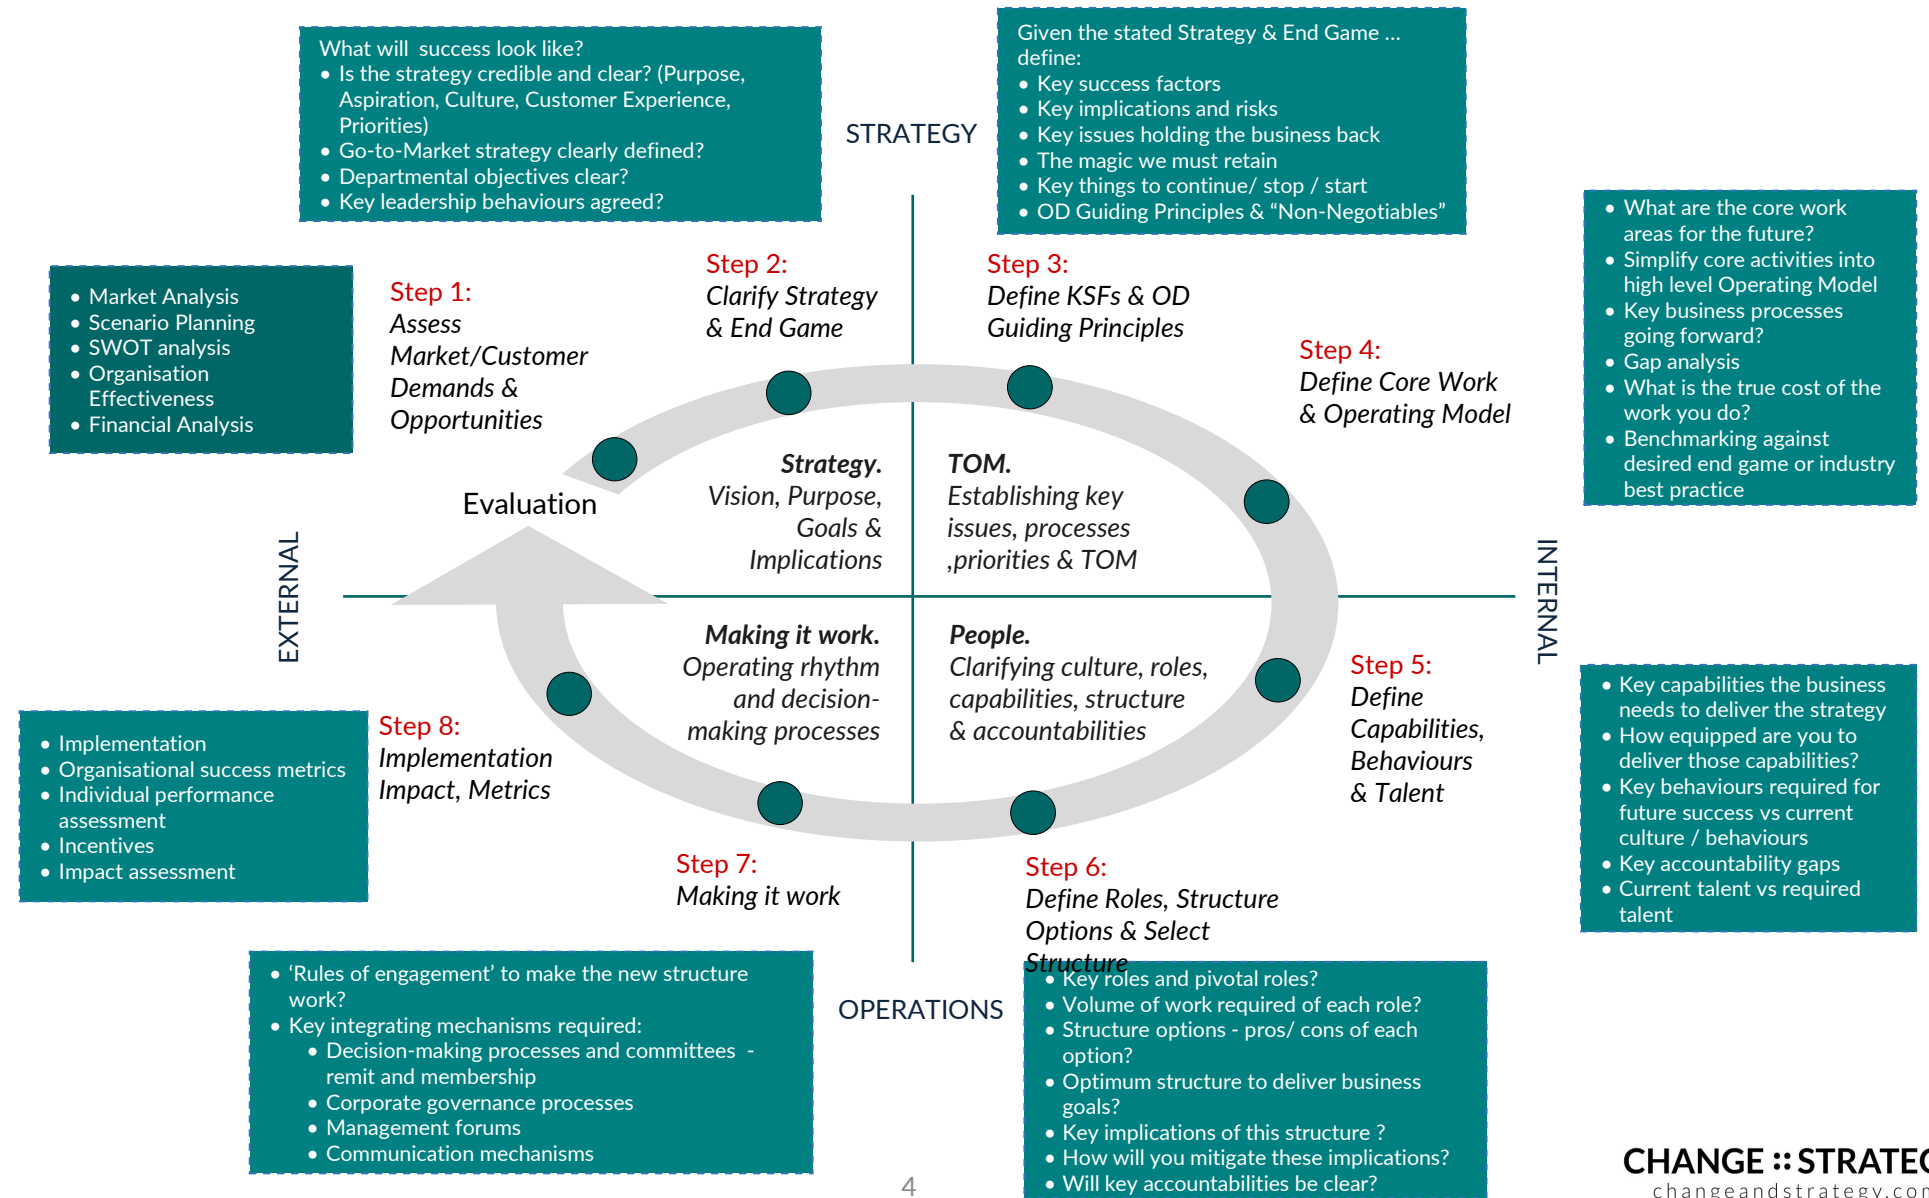 What will  success look like?
• Is the strategy credible and clear? (Purpose,
Aspiration, Culture, Customer Experience,
Priorities)
• Go-to-Market strategy clearly defined?
• Departmental objectives clear?
• Key leadership behaviours agreed?
STRATEGY
Given the stated Strategy & End Game ...
define:
• Key success factors
• Key implications and risks
• Key issues holding the business back
• The magic we must retain
• Key things to continue/ stop / start
• OD Guiding Principles & “Non-Negotiables”
• Market Analysis
• Scenario Planning
• SWOT analysis
• Organisation
Effectiveness
• Financial Analysis
Step 1:
Assess
Market/Customer
Demands &
Opportunities
Step 2:
Clarify Strategy
& End Game
Step 3:
Define KSFs & OD
Guiding Principles
Step 4:
Define Core Work
& Operating Model
• What are the core work
areas for the future?
• Simplify core activities into
high level Operating Model
• Key business processes
going forward?
• Gap analysis
• What is the true cost of the
work you do?
• Benchmarking against
desired end game or industry
best practice
Evaluation
Strategy.
Vision, Purpose,
Goals &
Implications
TOM.
Establishing key
issues, processes
,priorities & TOM
EXTERNAL
INTERNAL
Making it work.
Operating rhythm
and decision-
making processes
People.
Clarifying culture, roles,
capabilities, structure
& accountabilities
Step 5:
Define
Capabilities,
Behaviours
& Talent
• Key capabilities the business
needs to deliver the strategy
• How equipped are you to
deliver those capabilities?
• Key behaviours required for
future success vs current
culture / behaviours
• Key accountability gaps
• Current talent vs required
talent
• Implementation
• Organisational success metrics
• Individual performance
assessment
• Incentives
• Impact assessment
Step 8:
Implementation
Impact, Metrics
Step 7:
Making it work
Step 6:
Define Roles, Structure
Options & Select
Structure
• ‘Rules of engagement’ to make the new structure
work?
• Key integrating mechanisms required:
• Decision-making processes and committees  -
remit and membership
• Corporate governance processes
• Management forums
• Communication mechanisms
OPERATIONS
• Key roles and pivotal roles?
• Volume of work required of each role?
• Structure options - pros/ cons of each
option?
• Optimum structure to deliver business
goals?
• Key implications of this structure ?
• How will you mitigate these implications?
• Will key accountabilities be clear?
4
CHANGE :: STRATEG
changeandstrategy.com